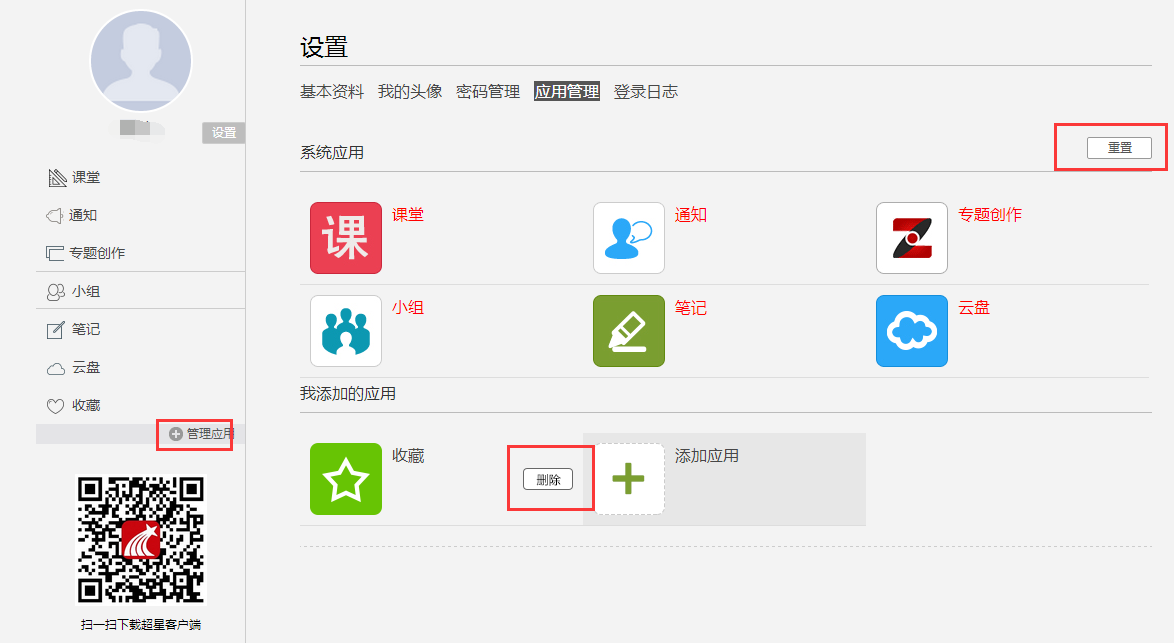 设置
课堂
通知
专题创作
小组
笔记
云盘
收藏
管理应用
扫一扫下载超星客户端
设置
基本资料 我的头像 密码管理 应用管理 登录日志
系统应用
重置
课
课堂
通知
专题创作
小组
笔记
云盘
我添加的应用
收藏
删除
添加应用